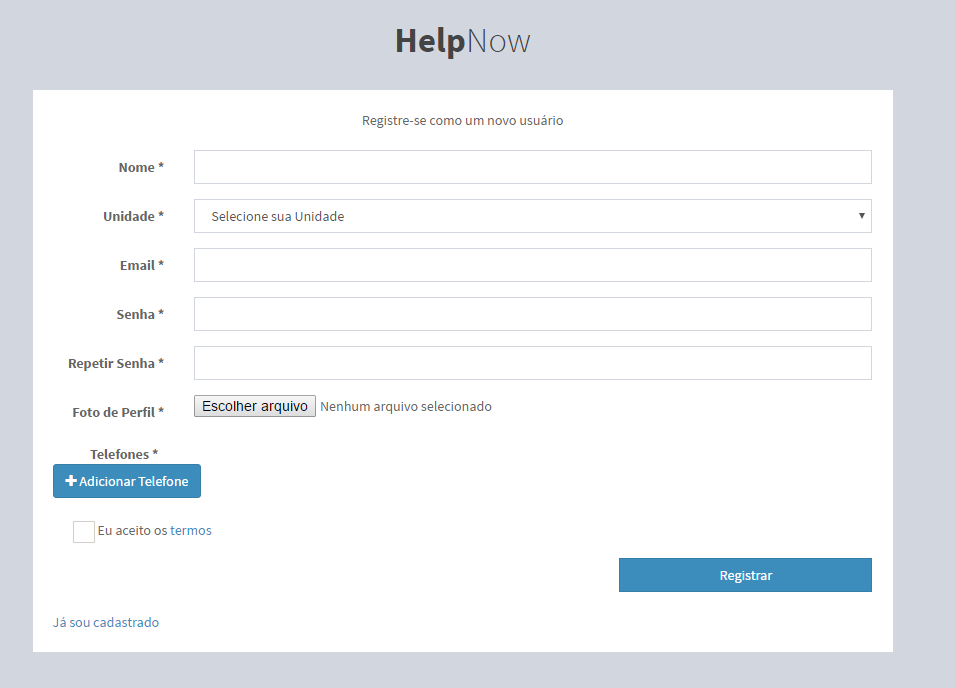 HelpNow
Registre-se como um novo usuário
Nome *
Unidade * Selecione sua Unidade
Email *
Senha *
Repetir Senha *
Foto de Perfil * Escolher arquivo Nenhum arquivo selecionado
Telefones *
Adicionar Telefone
Eu aceito os termos
Registrar
Já sou cadastrado